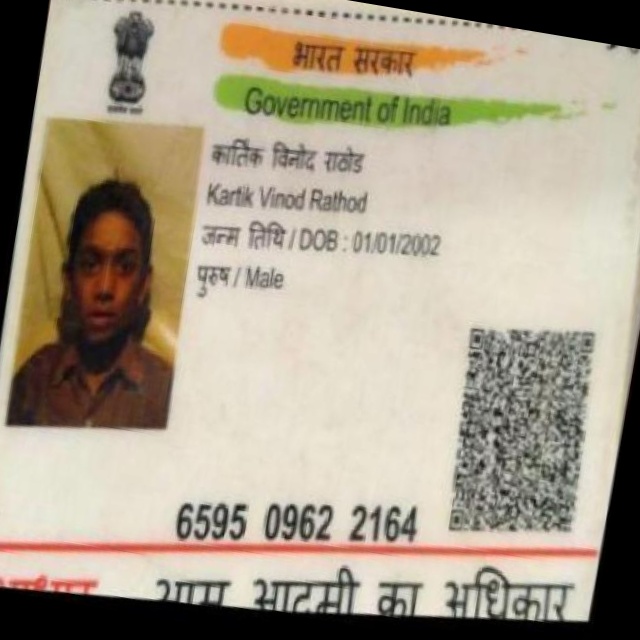 भारत सरकार
Government of India
कार्तिक विनोद राठोड
Kartik Vinod Rathod
जन्म तिथि / DOB : 01/01/2002
पुरुष / Male
6595 0962 2164
आम आदमी का अधिकार